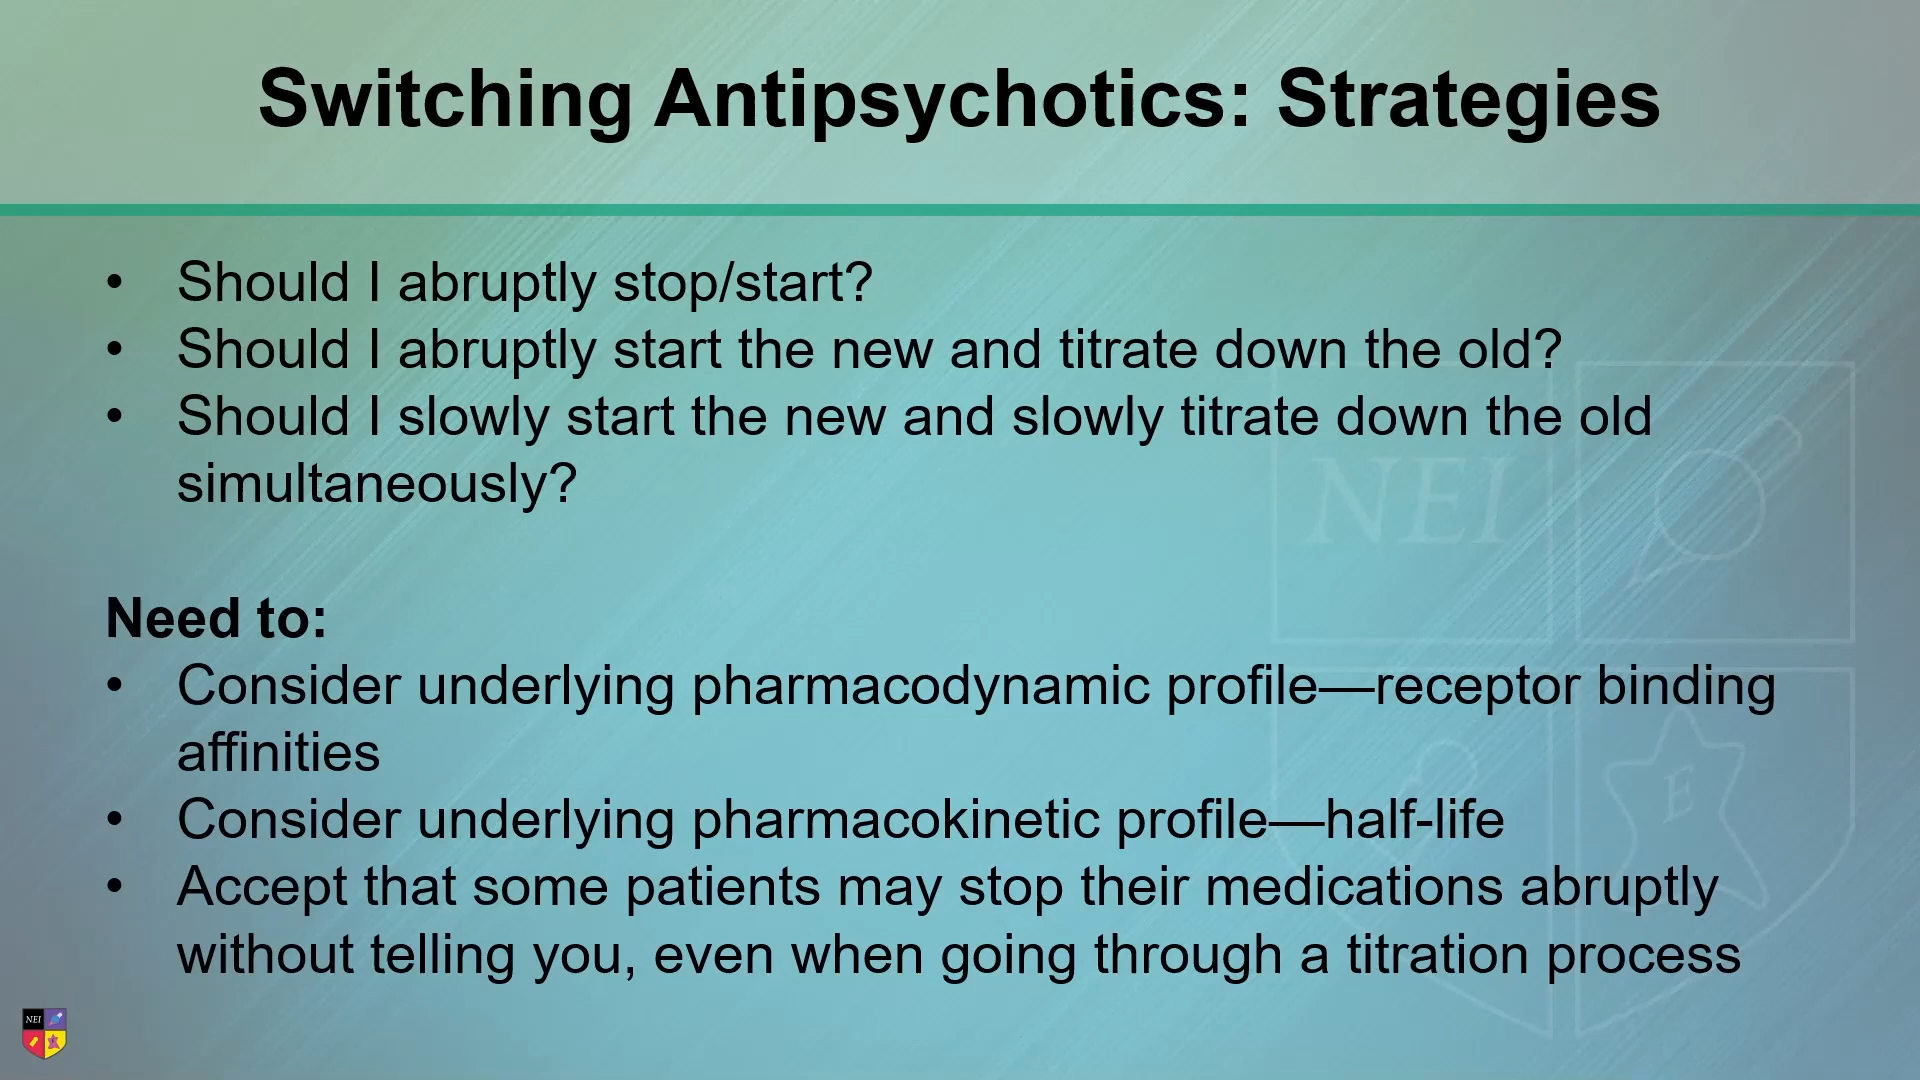 Switching Antipsychotics: Strategies
• Should I abruptly stop/start?
• Should I abruptly start the new and titrate down the old?
• Should I slowly start the new and slowly titrate down the old
simultaneously?
Need to:
• Consider underlying pharmacodynamic profile—receptor binding
affinities
• Consider underlying pharmacokinetic profile—half-life
• Accept that some patients may stop their medications abruptly
without telling you, even when going through a titration process
NEI
E
NEI